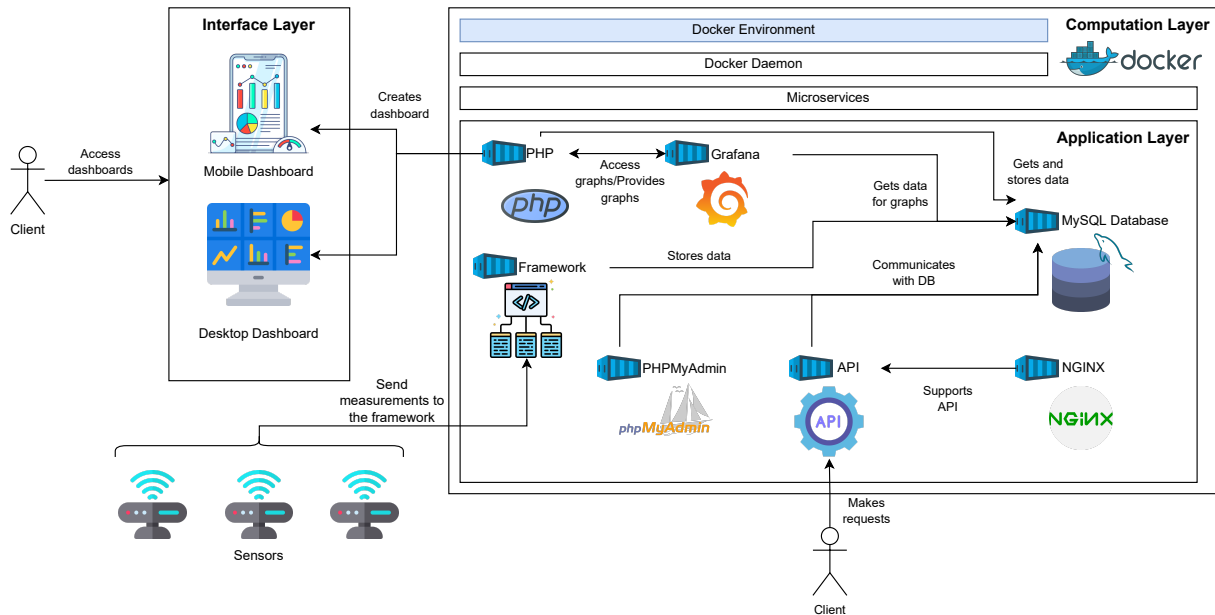 Interface Layer
Mobile Dashboard
Desktop Dashboard
Access
dashboards
Client
Creates
dashboard
Docker Environment
Computation Layer
docker
Docker Daemon
Microservices
Application Layer
PHP
php
Access
graphs/Provides
graphs
Grafana
Gets data
for graphs
Gets and
stores data
MySQL Database
Framework
</>
Stores data
Communicates
with DB
PHPMyAdmin
phpMyAdmin
API
API
Supports
API
NGINX
NGINX
Send
measurements to
the framework
Sensors
Makes
requests
Client